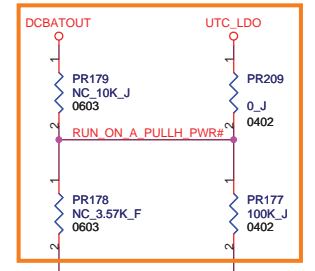 DCBATOUT
UTC_LDO
1
1
PR179
NC_10K_J
0603
PR209
0_J
0402
2
2
RUN_ON_A_PULLH_PWR#
1
1
PR178
NC_3.57K_F
0603
PR177
100K_J
0402
2
2